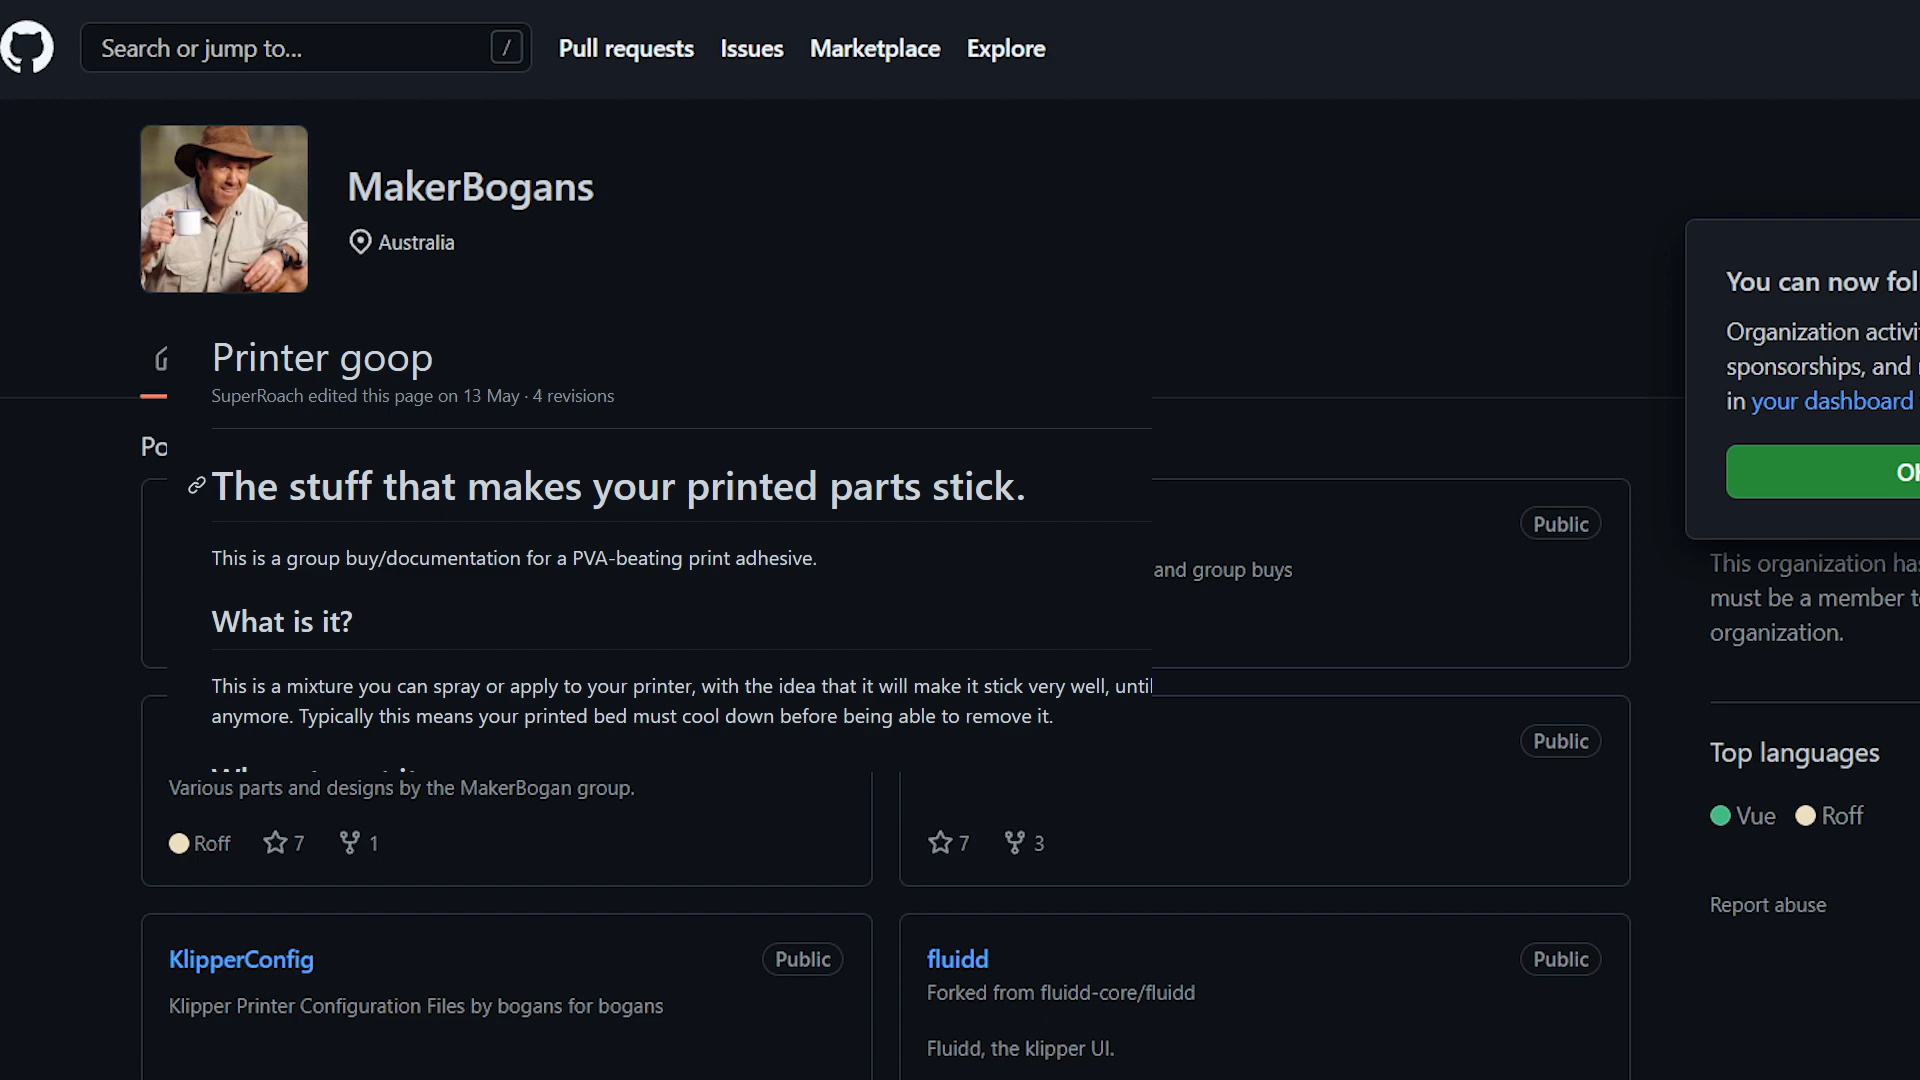 Search or jump to...
/
Pull requests
Issues
Marketplace
Explore
MakerBogans
Australia
You can now fol
Organization activi
sponsorships, and
in your dashboard
Printer goop
SuperRoach edited this page on 13 May · 4 revisions
Po
The stuff that makes your printed parts stick.
Public
This is a group buy/documentation for a PVA-beating print adhesive.
and group buys
This organization has
must be a member to
organization.
What is it?
This is a mixture you can spray or apply to your printer, with the idea that it will make it stick very well, until
anymore. Typically this means your printed bed must cool down before being able to remove it.
Public
Top languages
Various parts and designs by the MakerBogan group.
Vue
Roff
Roff
7
1
7
3
Report abuse
KlipperConfig
Public
fluidd
Public
Forked from fluidd-core/fluidd
Klipper Printer Configuration Files by bogans for bogans
Fluidd, the klipper UI.